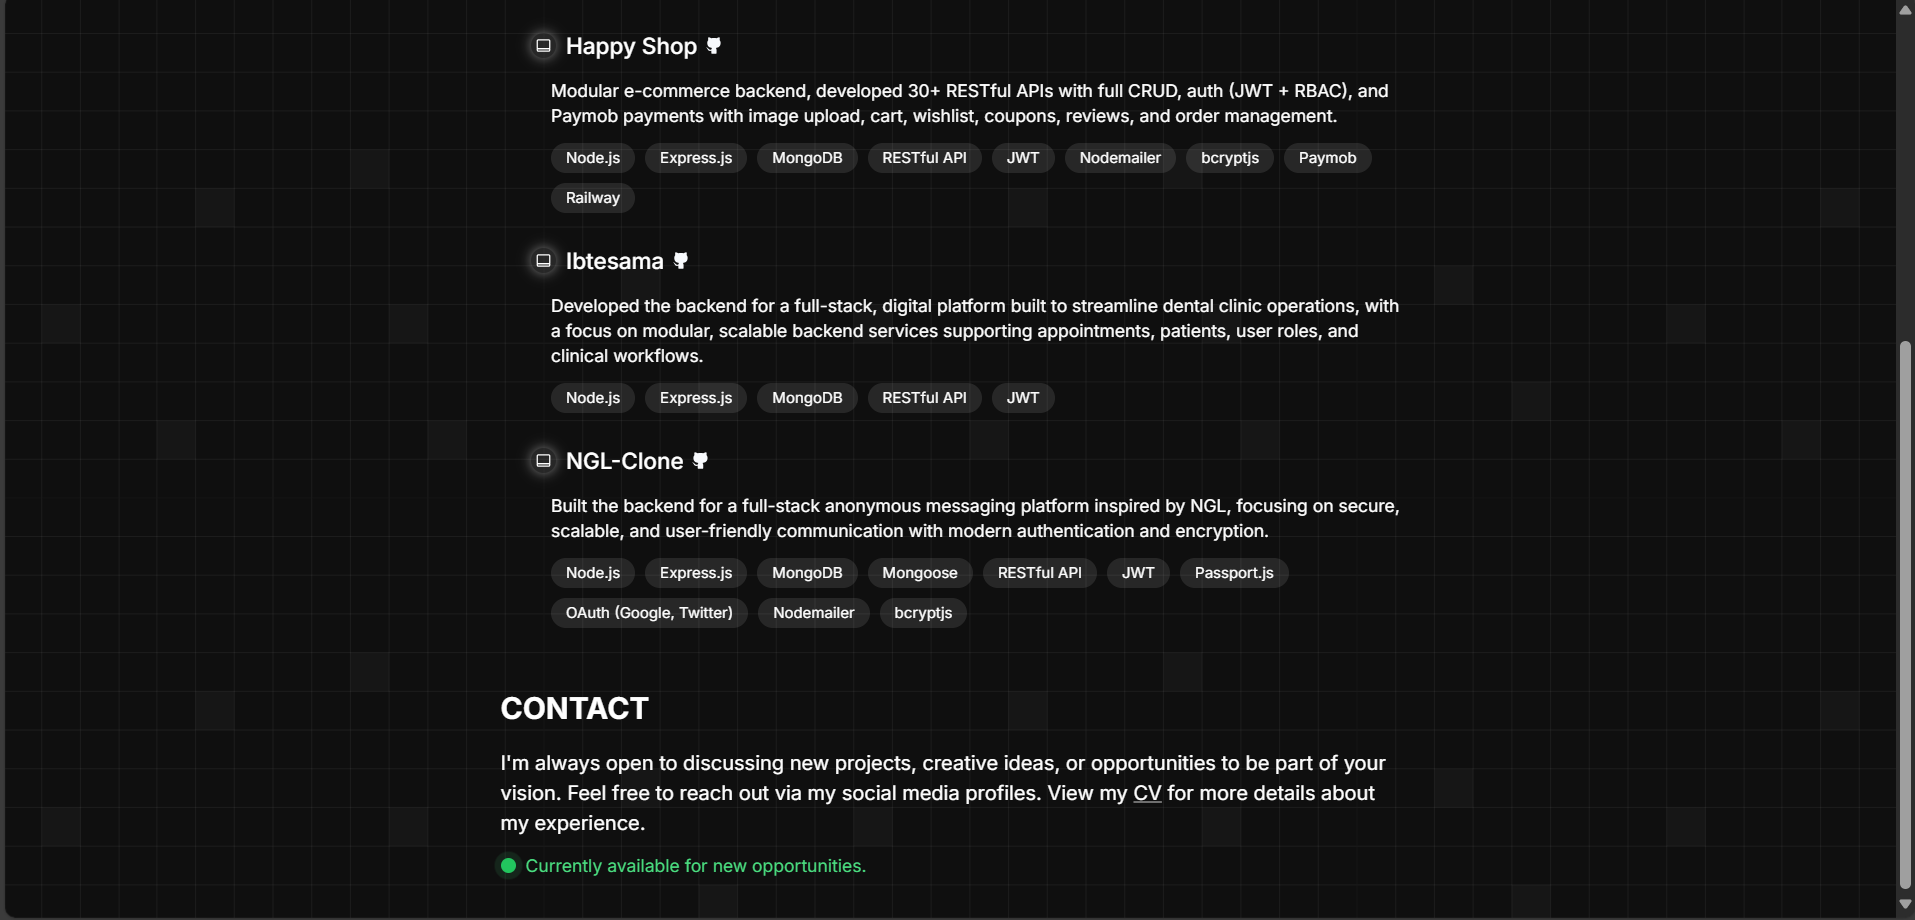 Happy Shop
Modular e-commerce backend, developed 30+ RESTful APIs with full CRUD, auth (JWT + RBAC), and
Paymob payments with image upload, cart, wishlist, coupons, reviews, and order management.
Node.js Express.js MongoDB RESTful API JWT Nodemailer bcryptjs Paymob
Railway
Ibtesama
Developed the backend for a full-stack, digital platform built to streamline dental clinic operations, with
a focus on modular, scalable backend services supporting appointments, patients, user roles, and
clinical workflows.
Node.js Express.js MongoDB RESTful API JWT
NGL-Clone
Built the backend for a full-stack anonymous messaging platform inspired by NGL, focusing on secure,
scalable, and user-friendly communication with modern authentication and encryption.
Node.js Express.js MongoDB Mongoose RESTful API JWT Passport.js
OAuth (Google, Twitter) Nodemailer bcryptjs
CONTACT
I'm always open to discussing new projects, creative ideas, or opportunities to be part of your
vision. Feel free to reach out via my social media profiles. View my CV for more details about
my experience.
Currently available for new opportunities.